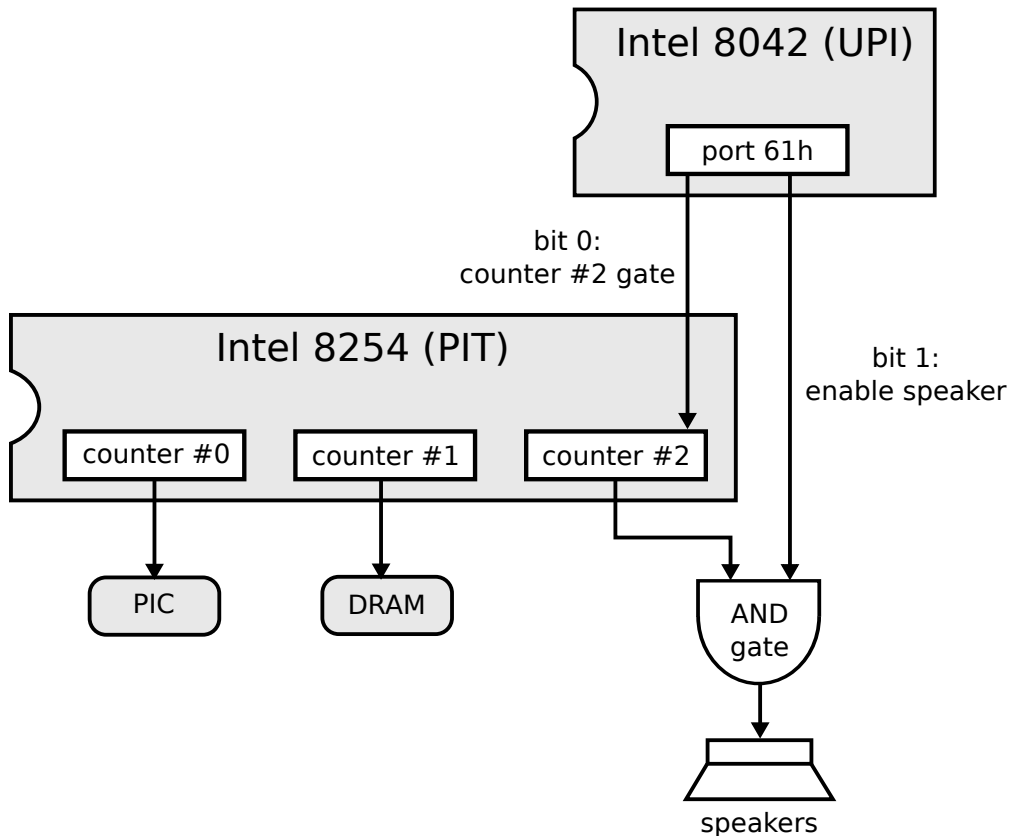 Intel 8042 (UPI)
port 61h
bit 0:
counter #2 gate
Intel 8254 (PIT)
bit 1:
enable speaker
counter #0
counter #1
counter #2
PIC
DRAM
AND
gate
speakers